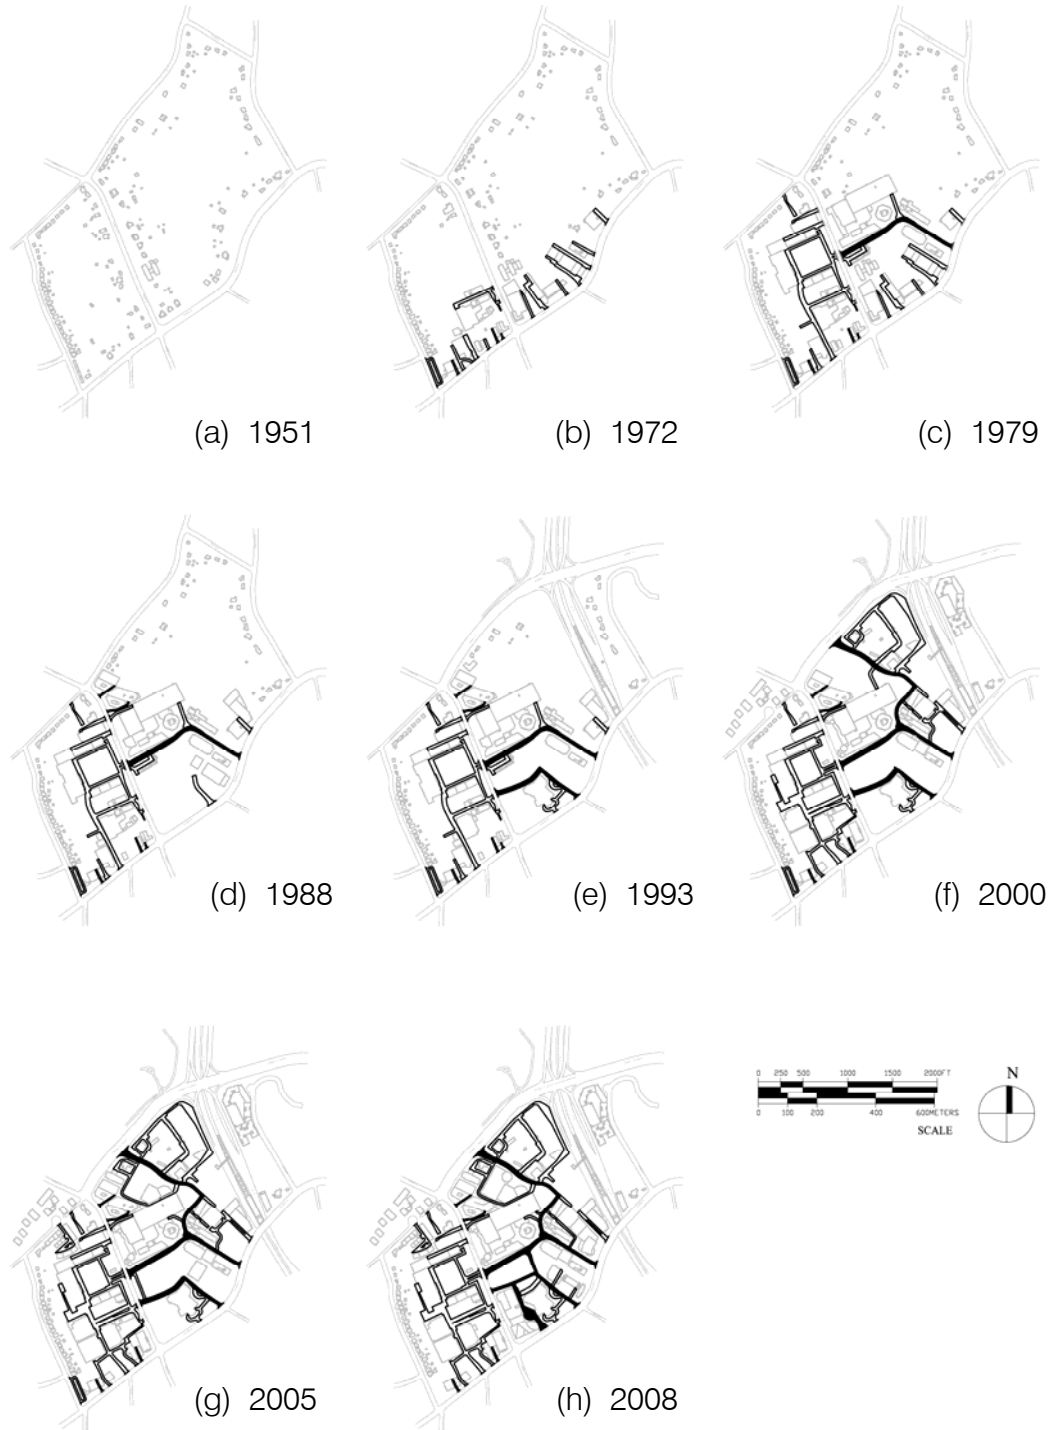 (a) 1951
(b) 1972
(c) 1979
(d) 1988
(e) 1993
(f) 2000
0 250 500 1000 1500 2000FT
0 100 200 400 600METERS
SCALE
N
(g) 2005
(h) 2008